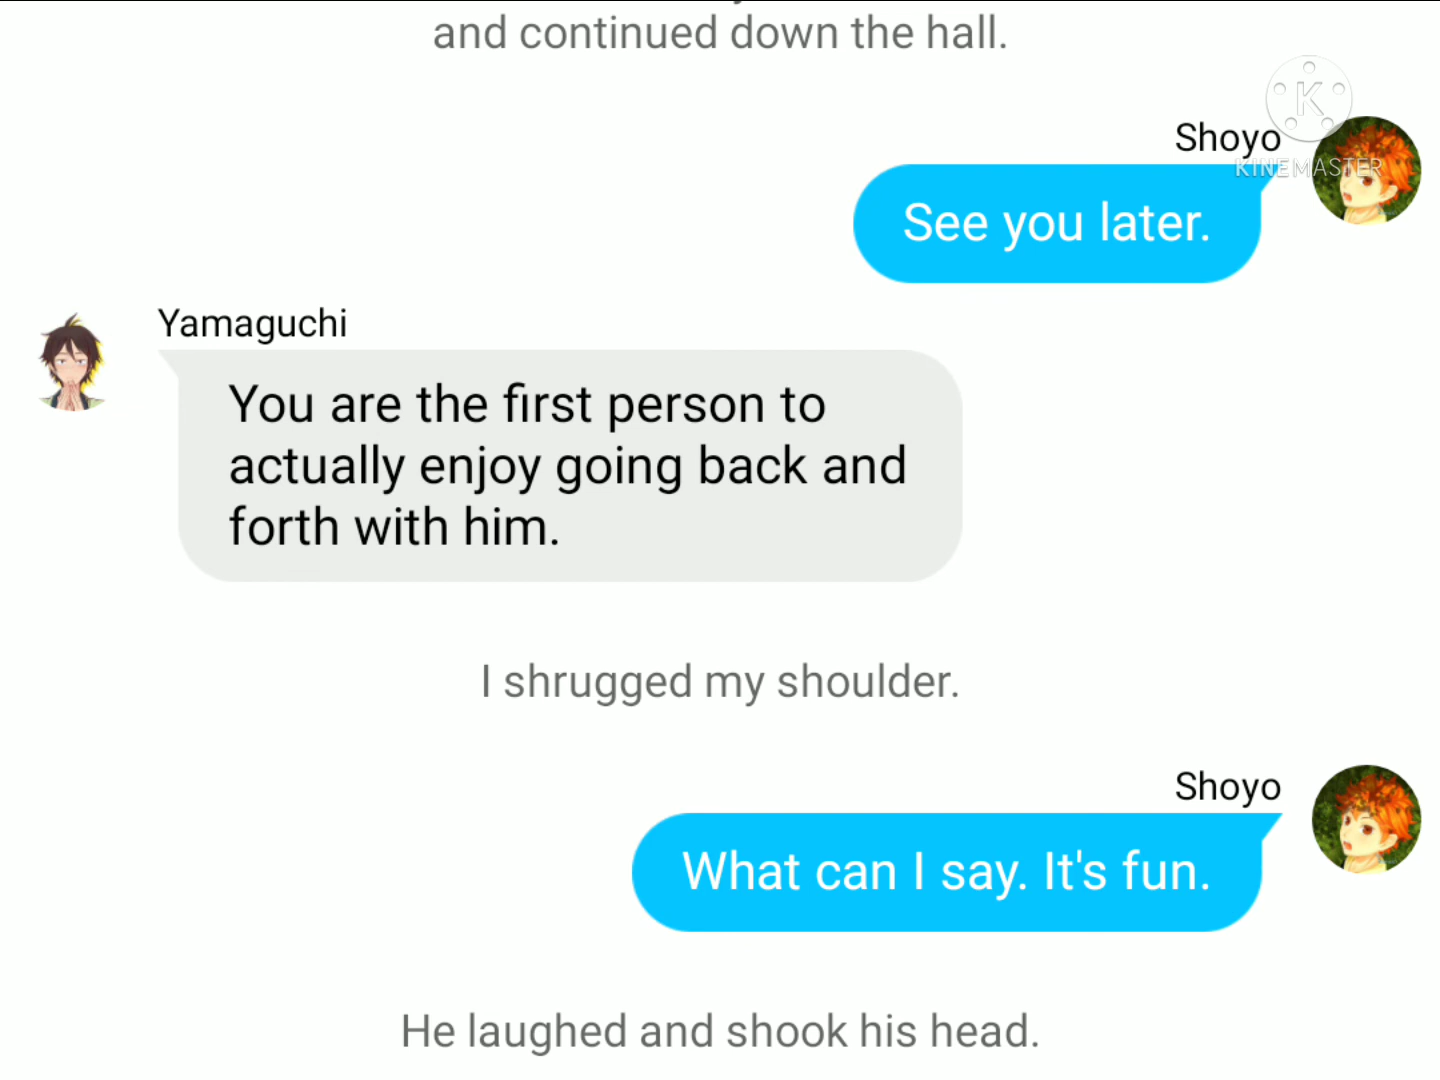 and continued down the hall.
Shoyo
K
KINEMASTER
See you later.
Yamaguchi
You are the first person to
actually enjoy going back and
forth with him.
I shrugged my shoulder.
Shoyo
What can I say. It's fun.
He laughed and shook his head.